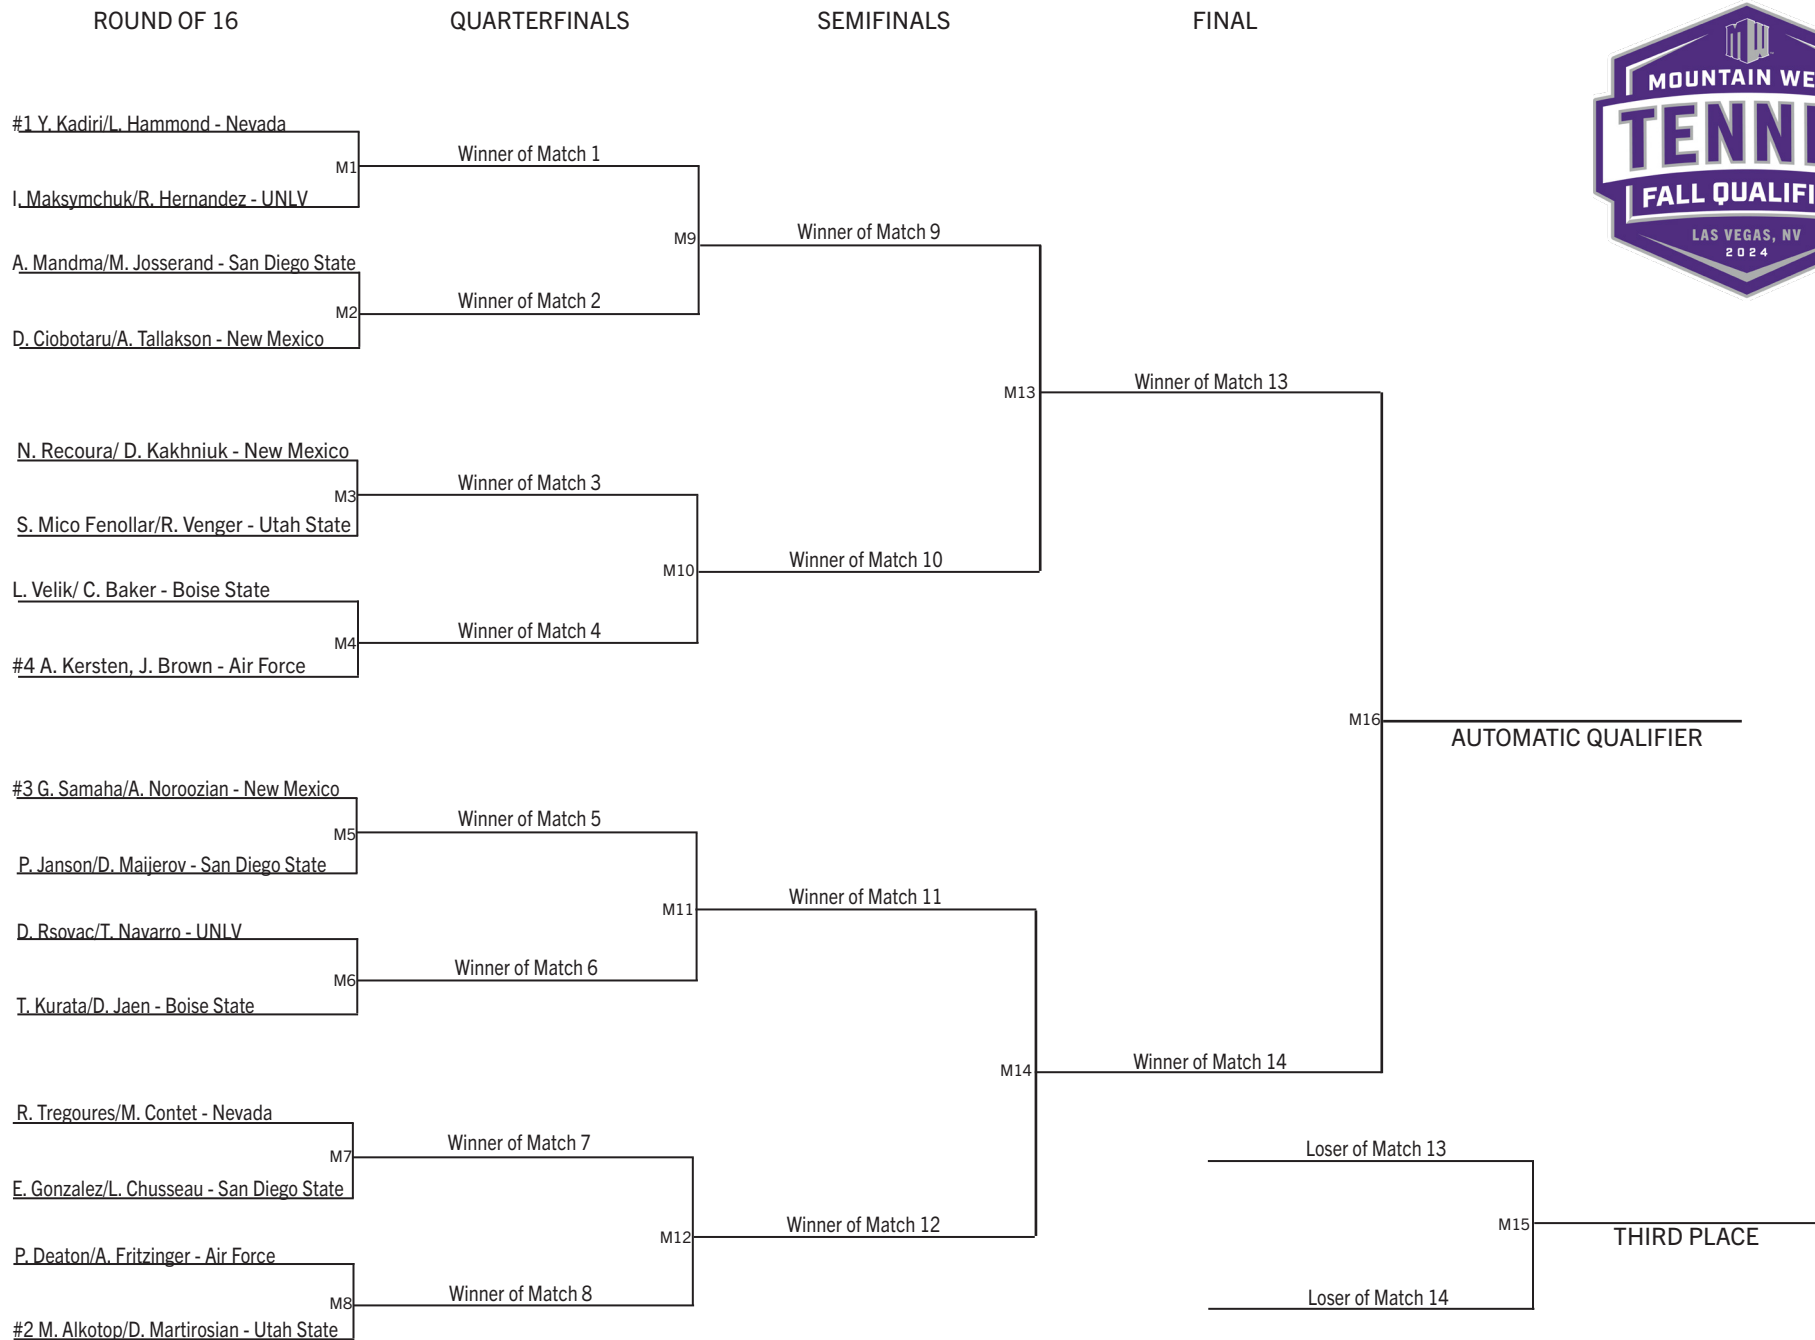 ROUND OF 16 QUARTERFINALS SEMIFINALS FINAL
MW
MOUNTAIN WE
TENNI
FALL QUALIFI
LAS VEGAS, NV
2024
#1 Y. Kadiri/L. Hammond - Nevada
M1
Winner of Match 1
I. Maksymchuk/R. Hernandez - UNLV
M9
Winner of Match 9
A. Mandma/M. Josserand - San Diego State
M2
Winner of Match 2
D. Ciobotaru/A. Tallakson - New Mexico
M13
Winner of Match 13
N. Recoura/ D. Kakhniuk - New Mexico
M3
Winner of Match 3
S. Mico Fenollar/R. Venger - Utah State
M10
Winner of Match 10
L. Velik/ C. Baker - Boise State
M4
Winner of Match 4
#4 A. Kersten, J. Brown - Air Force
M16
AUTOMATIC QUALIFIER
#3 G. Samaha/A. Noroozian - New Mexico
M5
Winner of Match 5
P. Janson/D. Maijerov - San Diego State
M11
Winner of Match 11
D. Rsovac/T. Navarro - UNLV
M6
Winner of Match 6
T. Kurata/D. Jaen - Boise State
M14
Winner of Match 14
R. Tregoures/M. Contet - Nevada
M7
Winner of Match 7
E. Gonzalez/L. Chusseau - San Diego State
M12
Winner of Match 12
P. Deaton/A. Fritzinger - Air Force
M8
Winner of Match 8
#2 M. Alkotop/D. Martirosian - Utah State
Loser of Match 13
M15
THIRD PLACE
Loser of Match 14